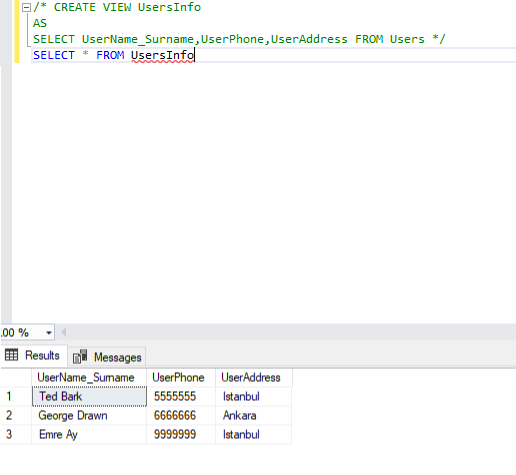 /* CREATE VIEW UsersInfo
AS
SELECT UserName_Surname,UserPhone,UserAddress FROM Users */
SELECT * FROM UsersInfo
.00 %
Results Messages
UserName_Surname UserPhone UserAddress
1 Ted Bark 5555555 Istanbul
2 George Drawn 6666666 Ankara
3 Emre Ay 9999999 Istanbul